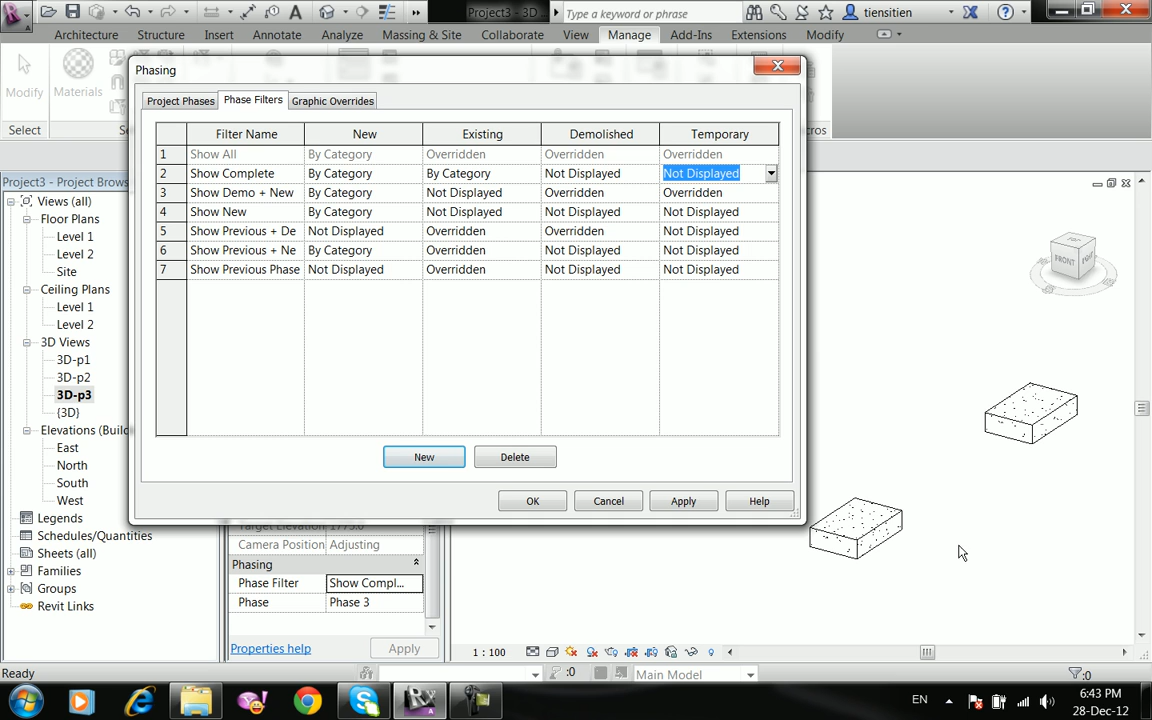 Project3 - 3D
Type a keyword or phrase
tiensitien
Architecture Structure Insert Annotate Analyze Massing & Site Collaborate View Manage Add-Ins Extensions Modify
Modify
Materials
Select
Phasing
Project Phases Phase Filters Graphic Overrides
Filter Name New Existing Demolished Temporary
1 Show All By Category Overridden Overridden Overridden
2 Show Complete By Category By Category Not Displayed Not Displayed
3 Show Demo + New By Category Not Displayed Overridden Overridden
4 Show New By Category Not Displayed Not Displayed Not Displayed
5 Show Previous + De Not Displayed Overridden Overridden Not Displayed
6 Show Previous + Ne By Category Overridden Not Displayed Not Displayed
7 Show Previous Phase Not Displayed Overridden Not Displayed Not Displayed
New Delete
OK Cancel Apply Help
Project3 - Project Brows
Views (all)
Floor Plans
Level 1
Level 2
Site
Ceiling Plans
Level 1
Level 2
3D Views
3D-p1
3D-p2
3D-p3
{3D}
Elevations (Build
East
North
South
West
Legends
Schedules/Quantities
Sheets (all)
Families
Groups
Revit Links
Target Elevation 1775.0
Camera Position Adjusting
Phasing
Phase Filter Show Compl...
Phase Phase 3
Properties help Apply
FRONT
1 : 100
Ready
:0
Main Model
:0
EN
6:43 PM
28-Dec-12